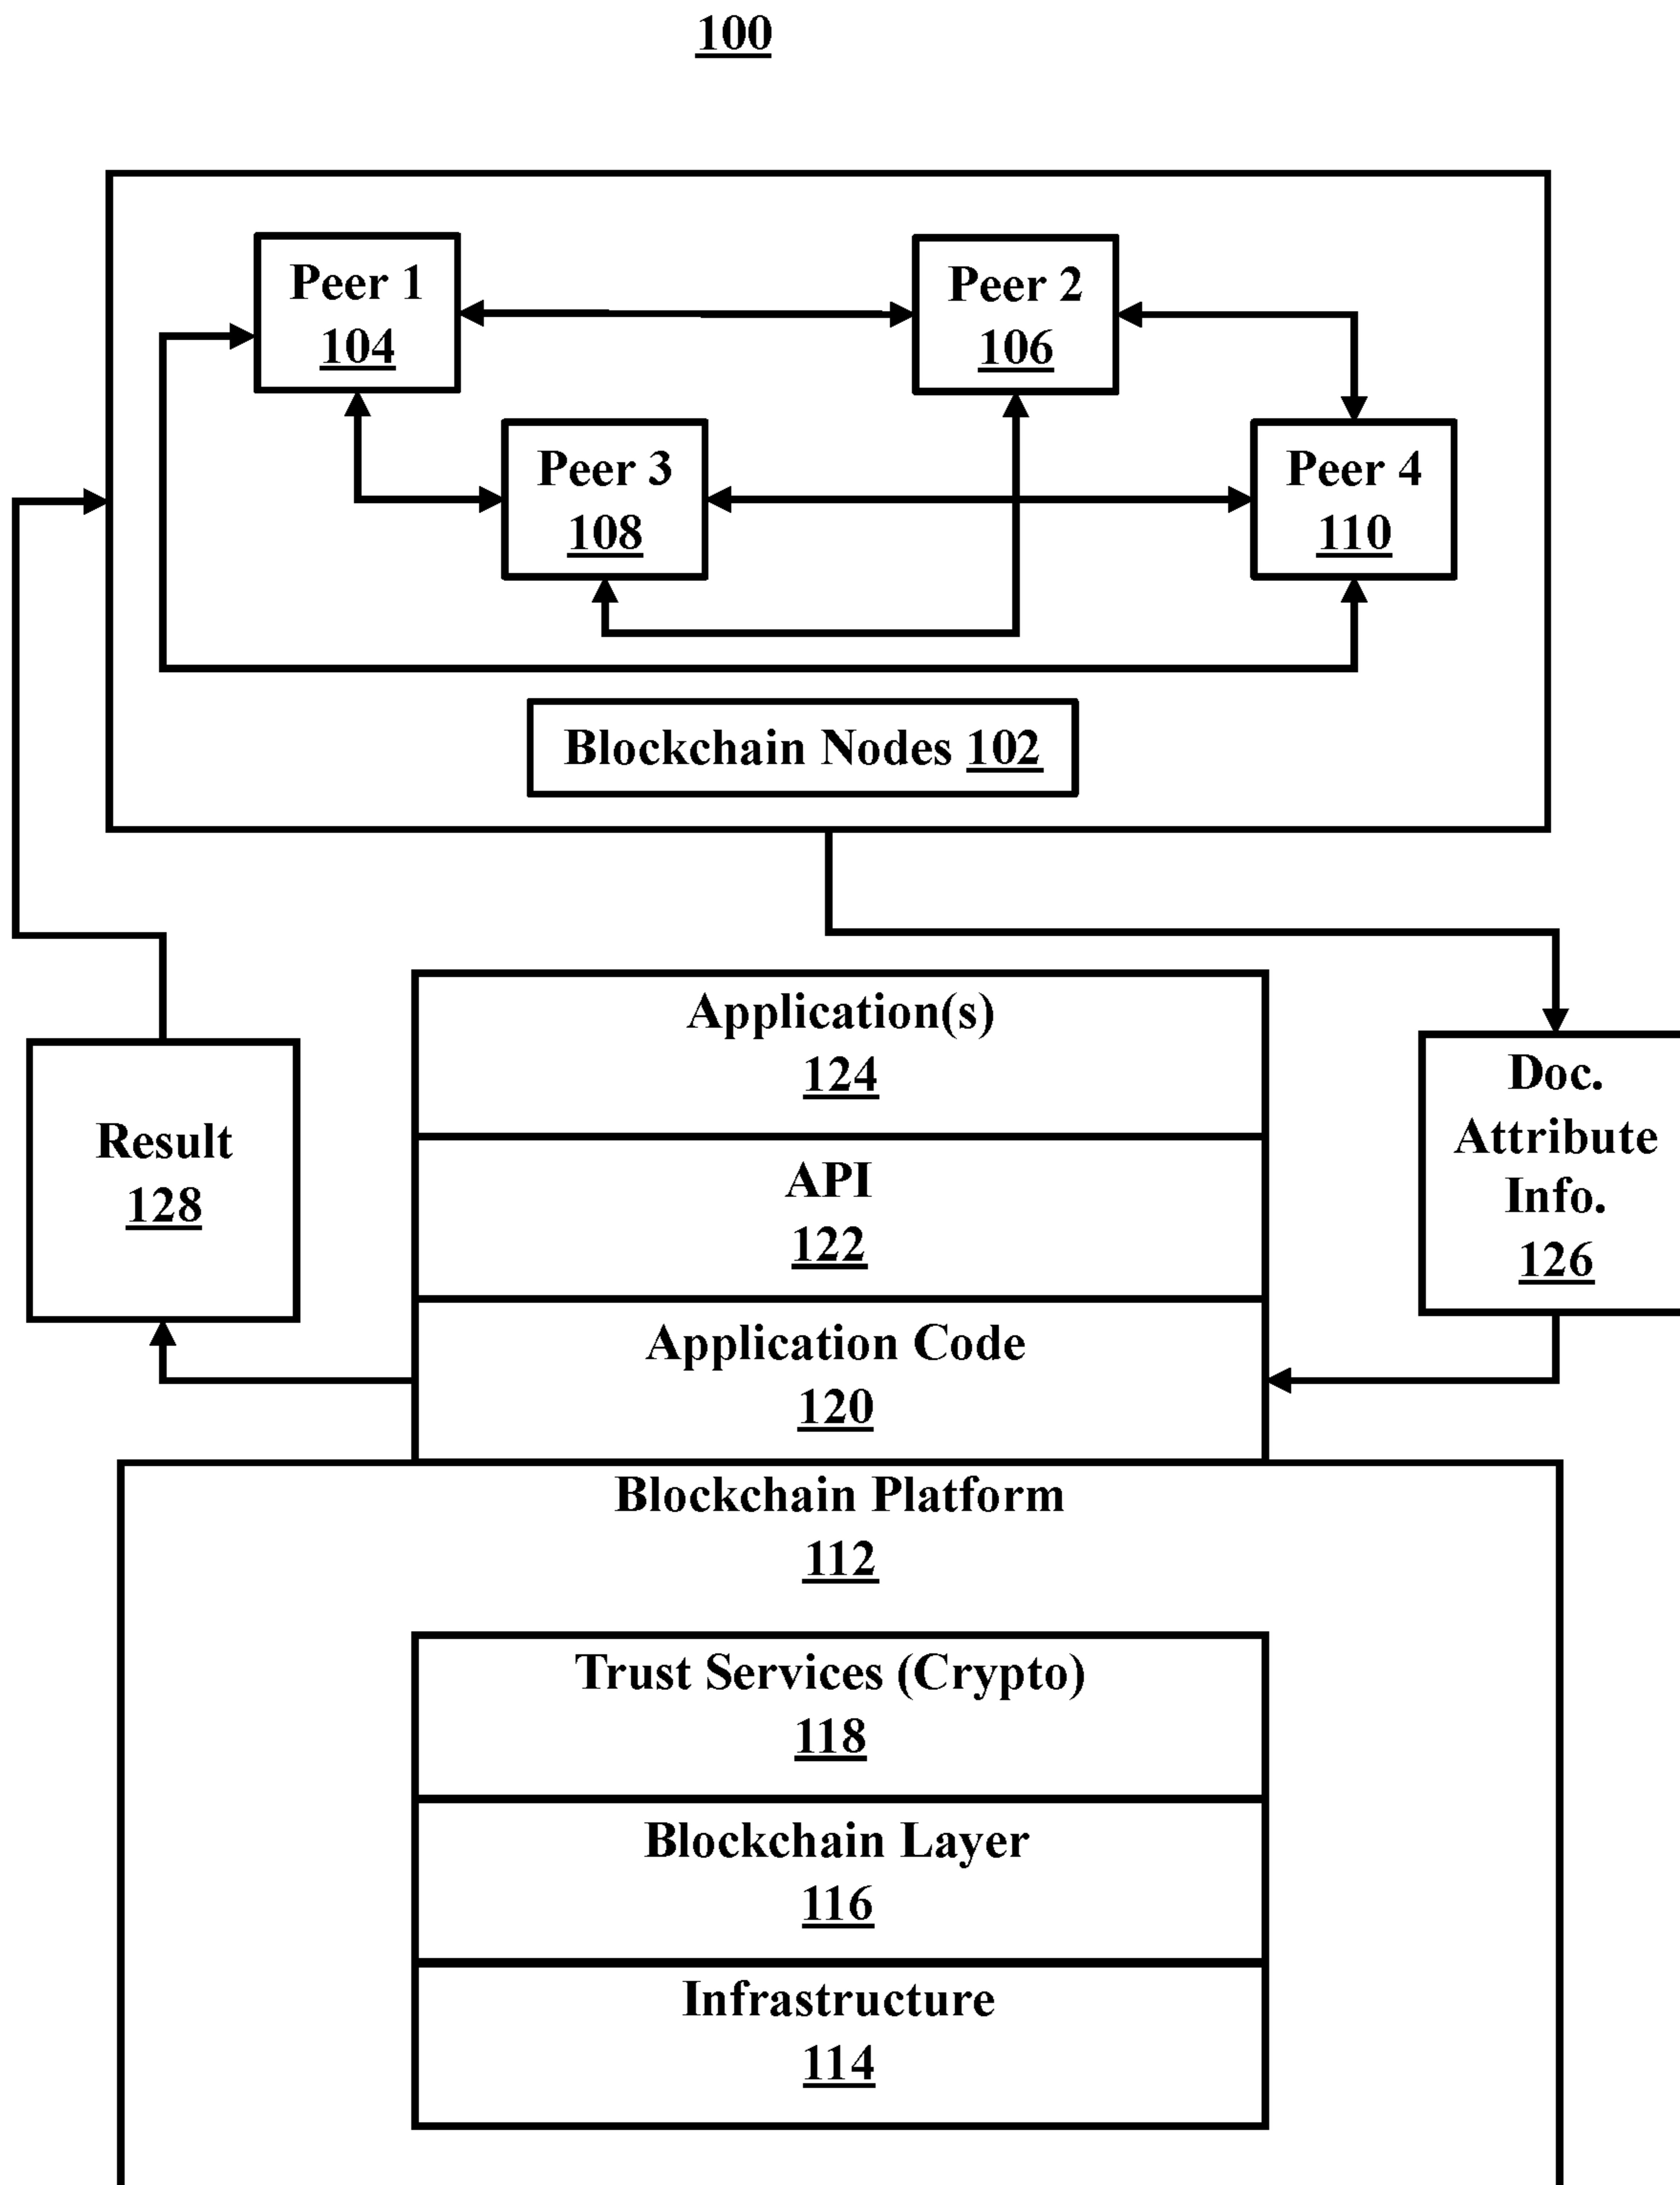 100
Peer 1
104
Peer 2
106
Peer 3
108
Peer 4
110
Blockchain Nodes 102
Application(s)
124
API
122
Application Code
120
Result
128
Doc.
Attribute
Info.
126
Blockchain Platform
112
Trust Services (Crypto)
118
Blockchain Layer
116
Infrastructure
114